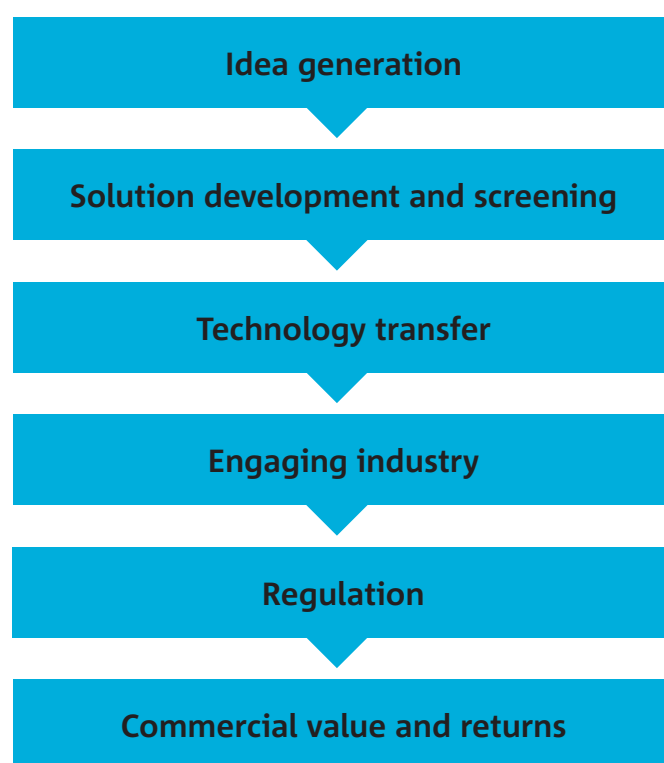 Idea generation
Solution development and screening
Technology transfer
Engaging industry
Regulation
Commercial value and returns